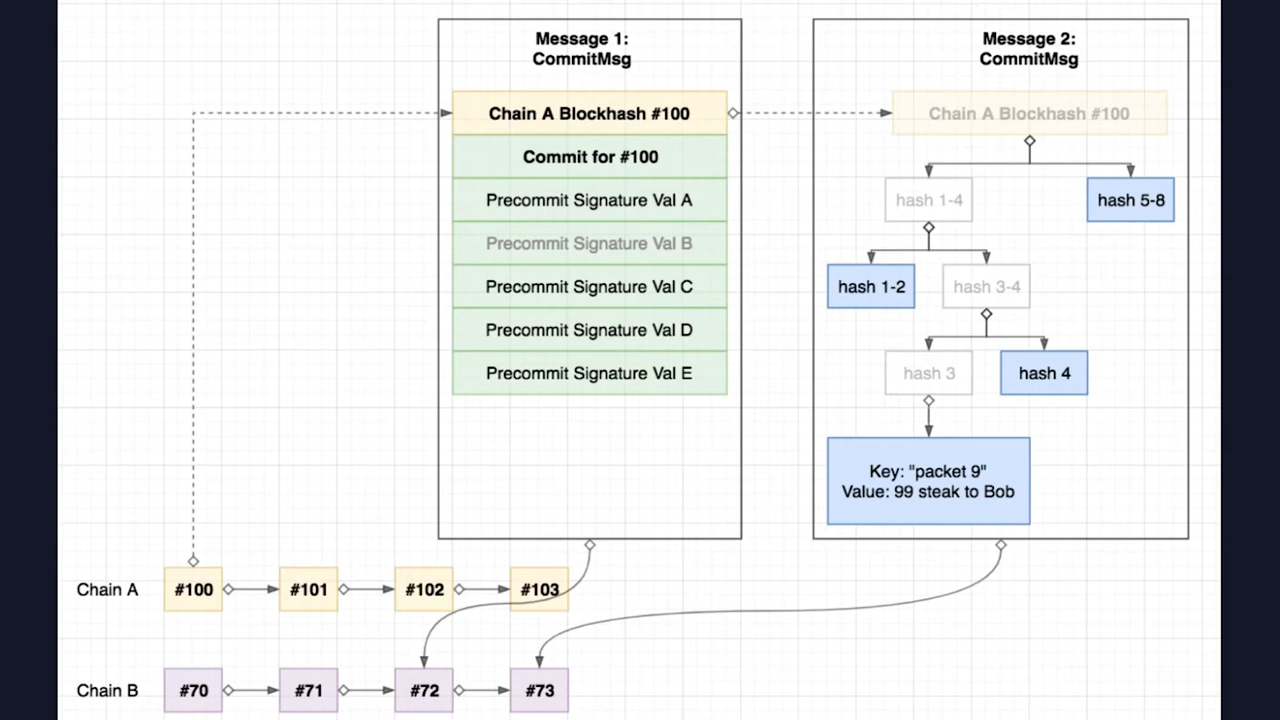 Message 1:
CommitMsg
Chain A Blockhash #100
Commit for #100
Precommit Signature Val A
Precommit Signature Val B
Precommit Signature Val C
Precommit Signature Val D
Precommit Signature Val E
Message 2:
CommitMsg
Chain A Blockhash #100
hash 1-4
hash 5-8
hash 1-2
hash 3-4
hash 3
hash 4
Key: "packet 9"
Value: 99 steak to Bob
Chain A
#100
#101
#102
#103
Chain B
#70
#71
#72
#73